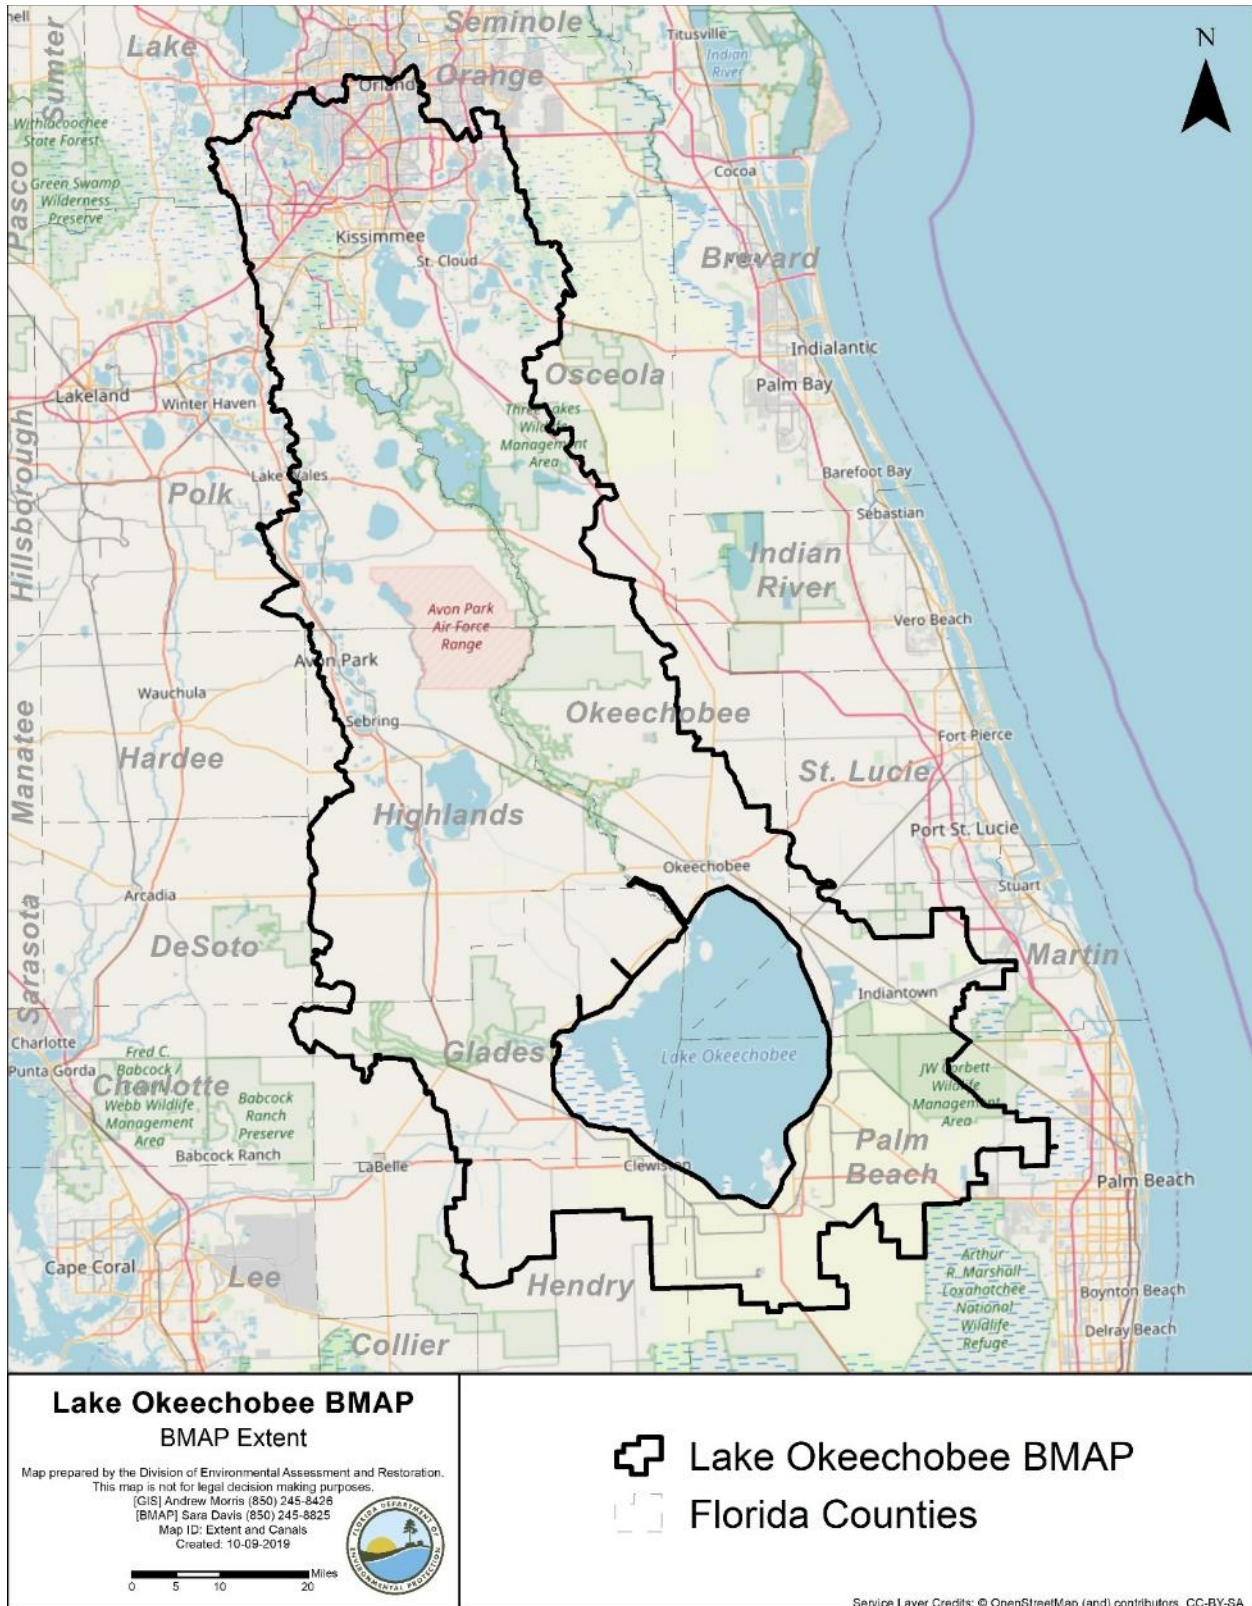 Seminole
Titusville
Lake
Sumter
Indian
River
N
Orange
Withlacoochee
State Forest
Pasco
Green Swamp
Wilderness
Preserve
Cocoa
Kissimmee
St. Cloud
Brevard
Indialantic
Palm Bay
Osceola
Lakeland
Winter Haven
Three Lakes
Wildlife
Management
Area
Hillsborough
Lake Wales
Polk
Barefoot Bay
Sebastian
Indian
River
Avon Park
Air Force
Range
Vero Beach
Avon Park
Wauchula
Sebring
Okeechobee
Manatee
Hardee
Fort Pierce
St. Lucie
Highlands
Port St. Lucie
Okeechobee
Stuart
Arcadia
Sarasota
DeSoto
Martin
Indiantown
Charlotte
Punta Gorda
Fred C.
Babcock /
Webb Wildlife
Management
Area
Charlotte
Babcock
Ranch
Preserve
Babcock Ranch
Glades
Lake Okeechobee
JW Corbett
Wildlife
Management
Area
Palm
Beach
LaBelle
Clewiston
Palm Beach
Cape Coral
Lee
Hendry
Arthur
R. Marshall
Loxahatchee
National
Wildlife
Refuge
Boynton Beach
Delray Beach
Collier
Lake Okeechobee BMAP
BMAP Extent
Map prepared by the Division of Environmental Assessment and Restoration.
This map is not for legal decision making purposes.
[GIS] Andrew Morris (850) 245-8426
[BMAP] Sara Davis (850) 245-8825
Map ID: Extent and Canals
Created: 10-09-2019
Miles
0 5 10 20
FLORIDA DEPARTMENT OF
ENVIRONMENTAL PROTECTION
Lake Okeechobee BMAP
Florida Counties
Service Layer Credits: © OpenStreetMap (and) contributors, CC-BY-SA